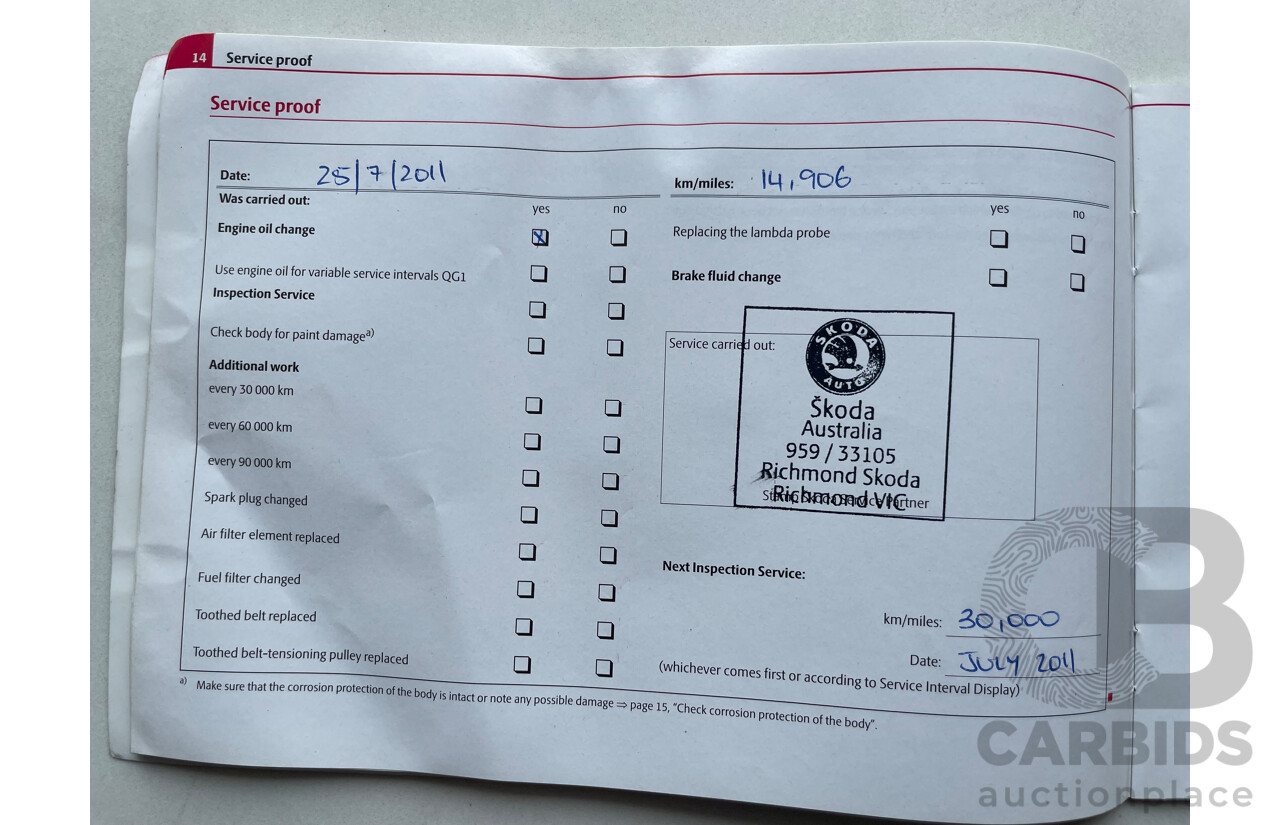 14 Service proof
Service proof
Date: 25/7/2011
km/miles: 14,906
Was carried out:
yes no
yes no
Engine oil change
Replacing the lambda probe
Use engine oil for variable service intervals QG1
Brake fluid change
Inspection Service
Check body for paint damage a)
Service carried out:
SKODA
AUTO
Škoda
Australia
959 / 33105
Richmond Skoda
Richmond VIC
Stamp Škoda Service Partner
Additional work
every 30 000 km
every 60 000 km
every 90 000 km
Spark plug changed
Air filter element replaced
Fuel filter changed
Toothed belt replaced
Toothed belt-tensioning pulley replaced
Next Inspection Service:
km/miles: 30,000
Date: JULY 2011
(whichever comes first or according to Service Interval Display)
a) Make sure that the corrosion protection of the body is intact or note any possible damage ⇒ page 15, "Check corrosion protection of the body".
CB
CARBIDS
auctionplace